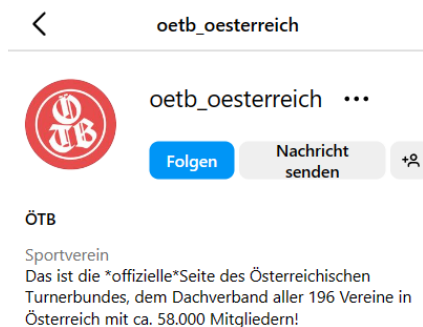 oetb_oesterreich
ÖTB
oetb_oesterreich
Folgen
Nachricht
senden
ÖTB
Sportverein
Das ist die *offizielle*Seite des Österreichischen
Turnerbundes, dem Dachverband aller 196 Vereine in
Österreich mit ca. 58.000 Mitgliedern!